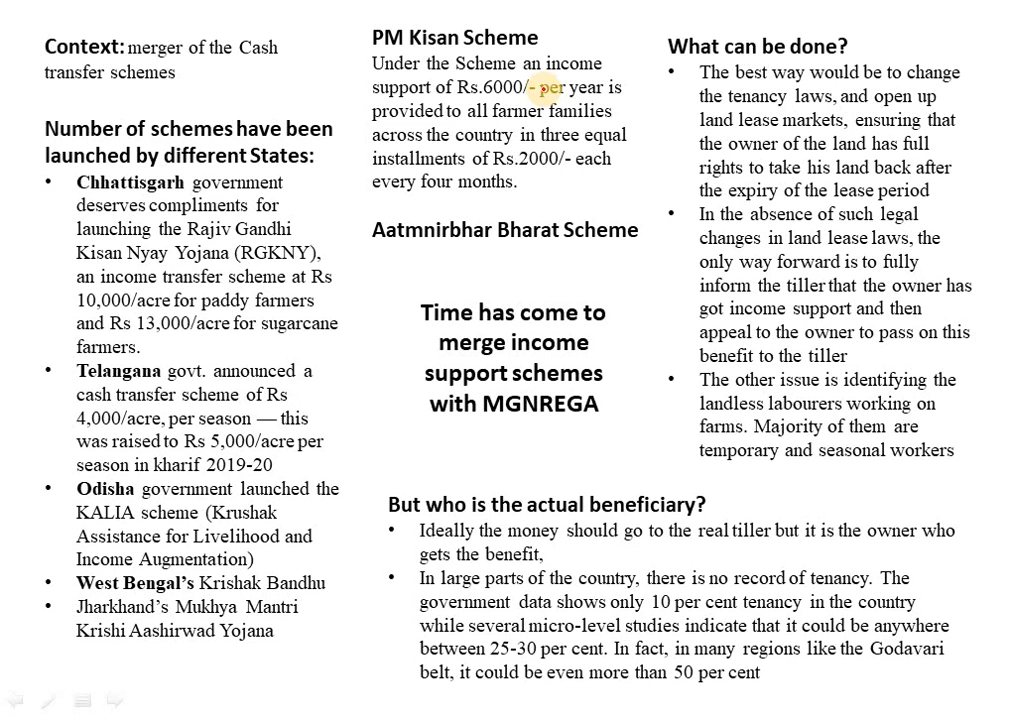 Context: merger of the Cash
transfer schemes
Number of schemes have been
launched by different States:
• Chhattisgarh government
deserves compliments for
launching the Rajiv Gandhi
Kisan Nyay Yojana (RGKNY),
an income transfer scheme at Rs
10,000/acre for paddy farmers
and Rs 13,000/acre for sugarcane
farmers.
• Telangana govt. announced a
cash transfer scheme of Rs
4,000/acre, per season — this
was raised to Rs 5,000/acre per
season in kharif 2019-20
• Odisha government launched the
KALIA scheme (Krushak
Assistance for Livelihood and
Income Augmentation)
• West Bengal's Krishak Bandhu
• Jharkhand's Mukhya Mantri
Krishi Aashirwad Yojana
PM Kisan Scheme
Under the Scheme an income
support of Rs.6000/- per year is
provided to all farmer families
across the country in three equal
installments of Rs.2000/- each
every four months.
Aatmnirbhar Bharat Scheme
Time has come to
merge income
support schemes
with MGNREGA
What can be done?
• The best way would be to change
the tenancy laws, and open up
land lease markets, ensuring that
the owner of the land has full
rights to take his land back after
the expiry of the lease period
• In the absence of such legal
changes in land lease laws, the
only way forward is to fully
inform the tiller that the owner has
got income support and then
appeal to the owner to pass on this
benefit to the tiller
• The other issue is identifying the
landless labourers working on
farms. Majority of them are
temporary and seasonal workers
But who is the actual beneficiary?
• Ideally the money should go to the real tiller but it is the owner who
gets the benefit,
• In large parts of the country, there is no record of tenancy. The
government data shows only 10 per cent tenancy in the country
while several micro-level studies indicate that it could be anywhere
between 25-30 per cent. In fact, in many regions like the Godavari
belt, it could be even more than 50 per cent